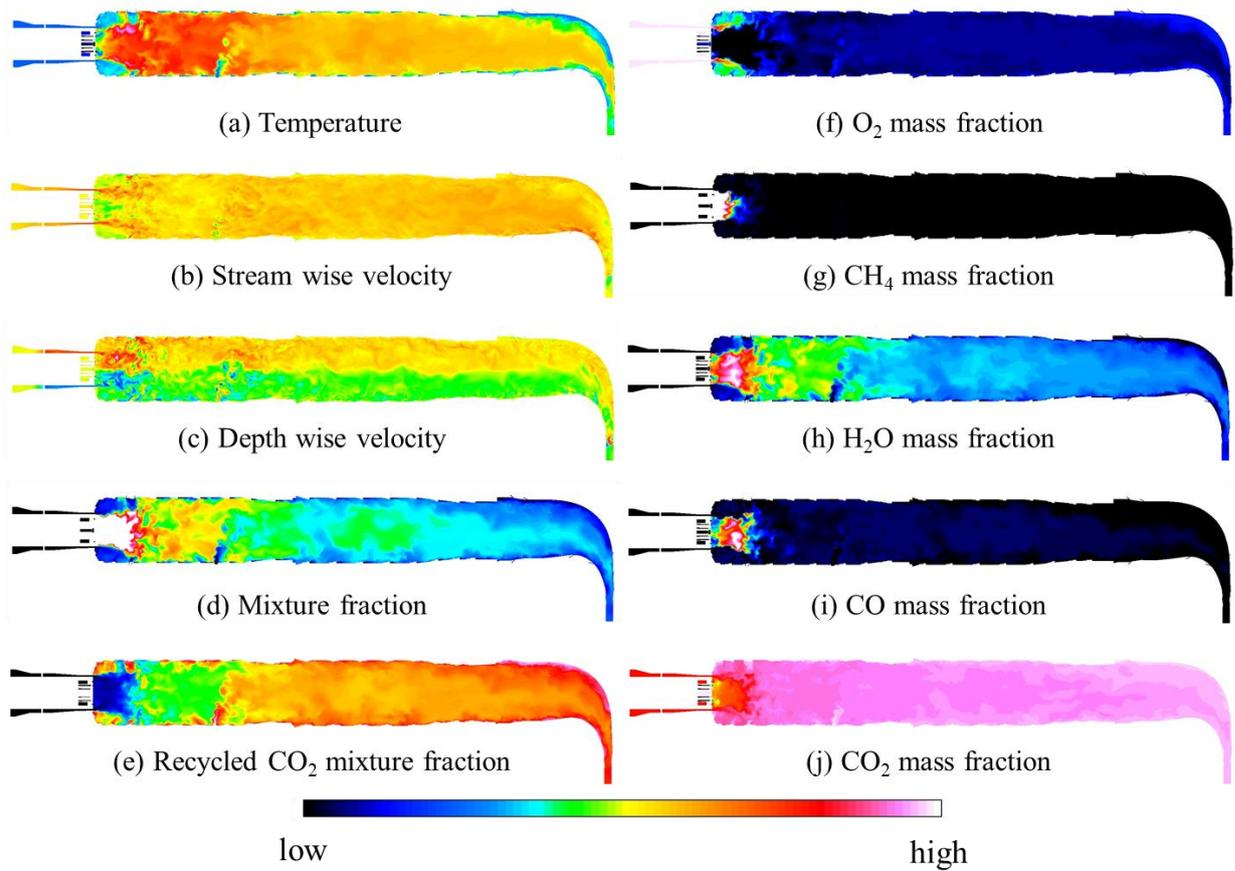 (a) Temperature
(f) O₂ mass fraction
(b) Stream wise velocity
(g) CH₄ mass fraction
(c) Depth wise velocity
(h) H₂O mass fraction
(d) Mixture fraction
(i) CO mass fraction
(e) Recycled CO₂ mixture fraction
(j) CO₂ mass fraction
low
high